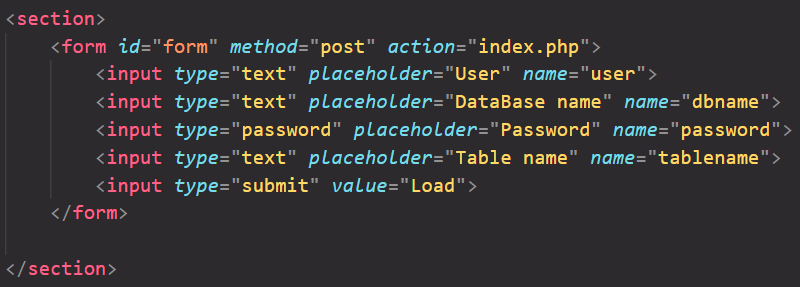 <section>
<form id="form" method="post" action="index.php">
<input type="text" placeholder="User" name="user">
<input type="text" placeholder="DataBase name" name="dbname">
<input type="password" placeholder="Password" name="password">
<input type="text" placeholder="Table name" name="tablename">
<input type="submit" value="Load">
</form>
</section>